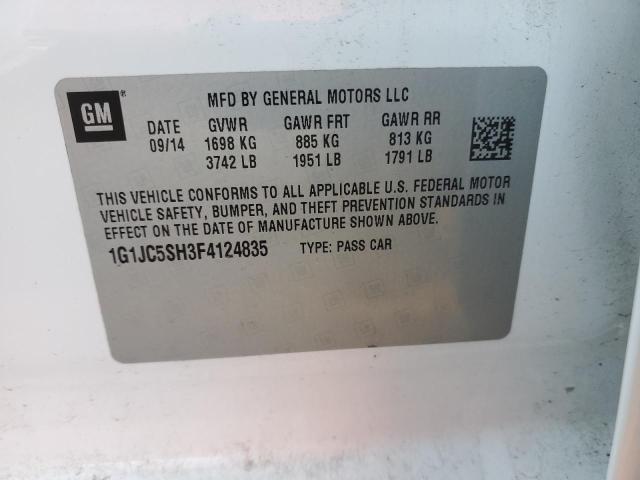 GM
MFD BY GENERAL MOTORS LLC
DATE GVWR GAWR FRT GAWR RR
09/14 1698 KG 885 KG 813 KG
3742 LB 1951 LB 1791 LB
THIS VEHICLE CONFORMS TO ALL APPLICABLE U.S. FEDERAL MOTOR
VEHICLE SAFETY, BUMPER, AND THEFT PREVENTION STANDARDS IN
EFFECT ON THE DATE OF MANUFACTURE SHOWN ABOVE.
1G1JC5SH3F4124835 TYPE: PASS CAR